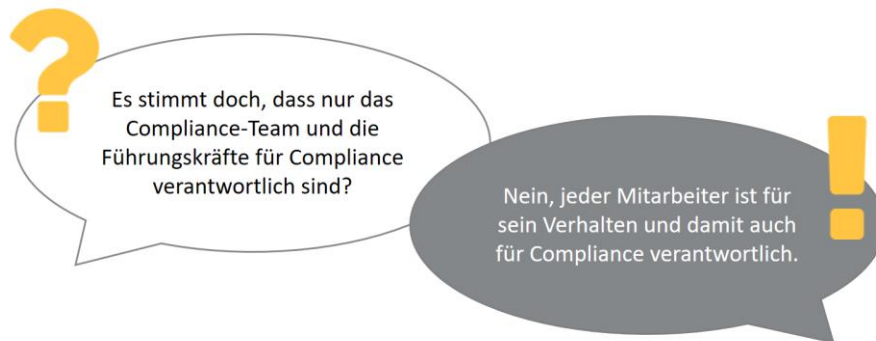 ?
Es stimmt doch, dass nur das
Compliance-Team und die
Führungskräfte für Compliance
verantwortlich sind?
!
Nein, jeder Mitarbeiter ist für
sein Verhalten und damit auch
für Compliance verantwortlich.